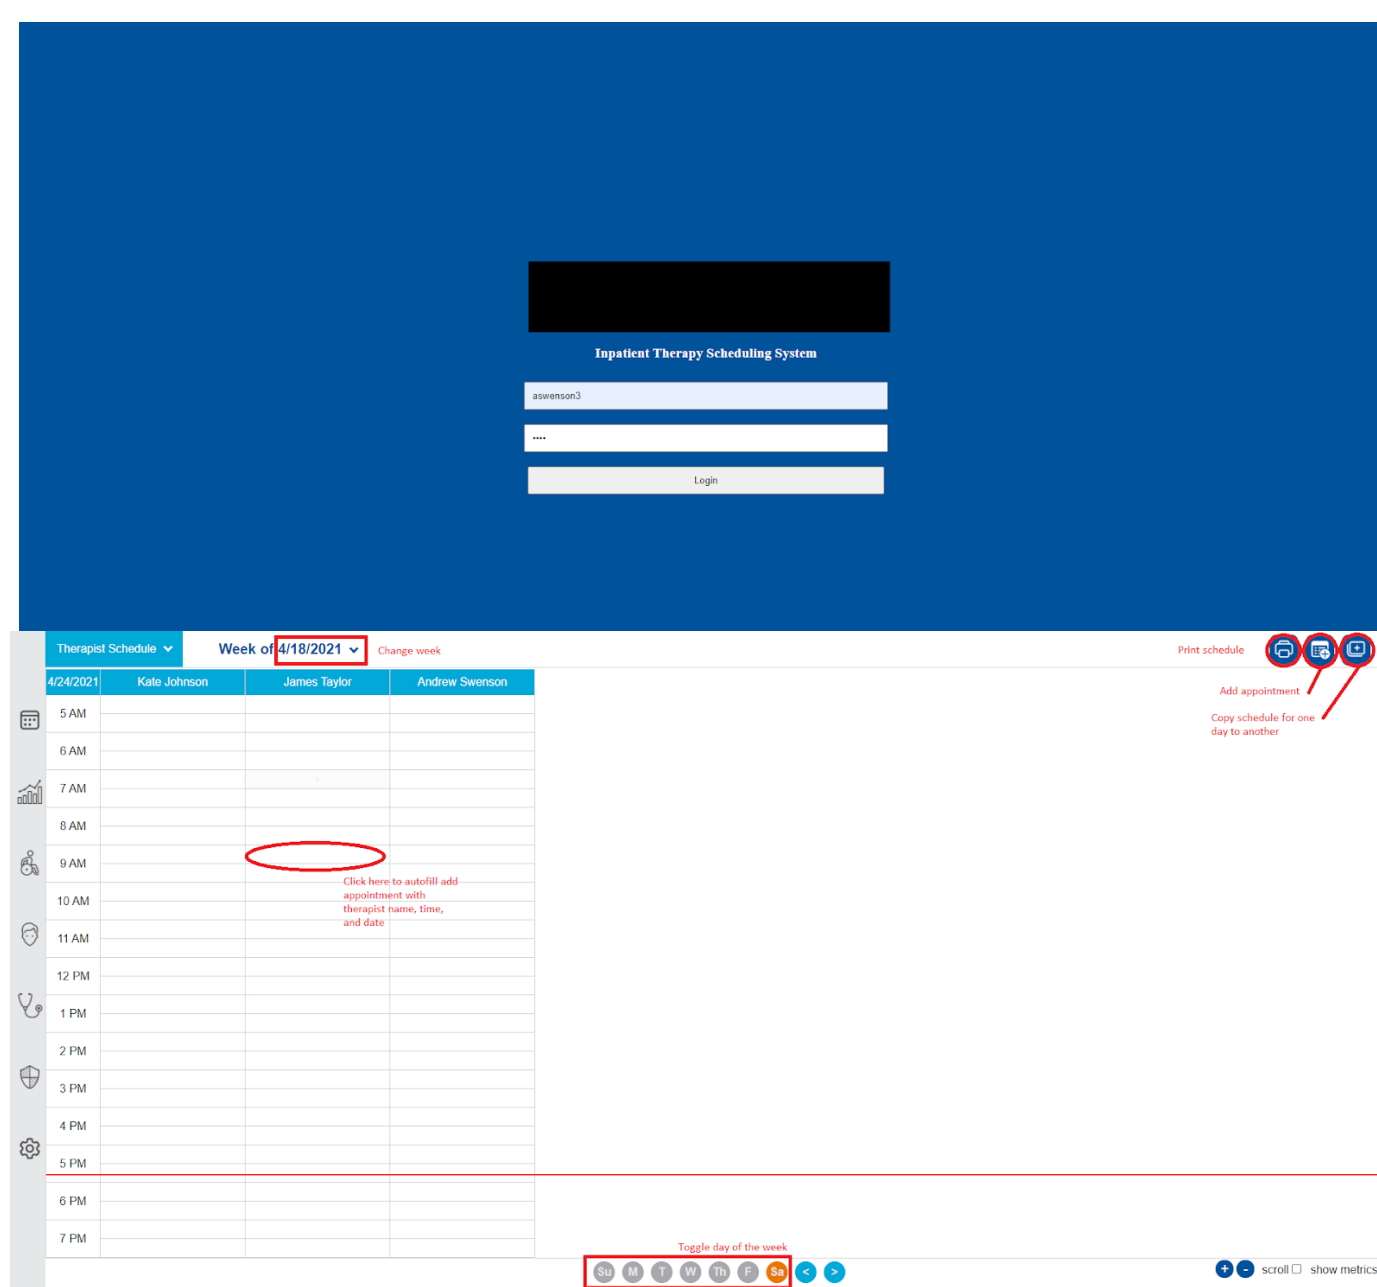 Inpatient Therapy Scheduling System
aswenson3
....
Login
Therapist Schedule
Week of 4/18/2021
Change week
Print schedule
Add appointment
Copy schedule for one
day to another
4/24/2021 Kate Johnson James Taylor Andrew Swenson
5 AM
6 AM
7 AM
8 AM
9 AM
Click here to autofill add
appointment with
therapist name, time,
and date
10 AM
11 AM
12 PM
1 PM
2 PM
3 PM
4 PM
5 PM
6 PM
7 PM
Toggle day of the week
Su M T W Th F Sa < >
+ - scroll show metrics